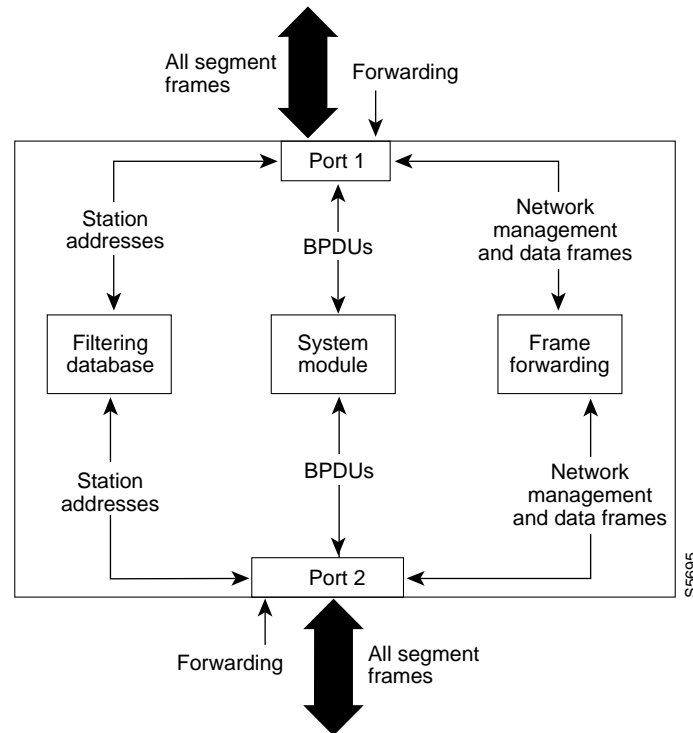 All segment
frames
Forwarding
Port 1
Station
addresses
BPDUs
Network
management
and data frames
Filtering
database
System
module
Frame
forwarding
Station
addresses
BPDUs
Network
management
and data frames
Port 2
S5695
Forwarding
All segment
frames